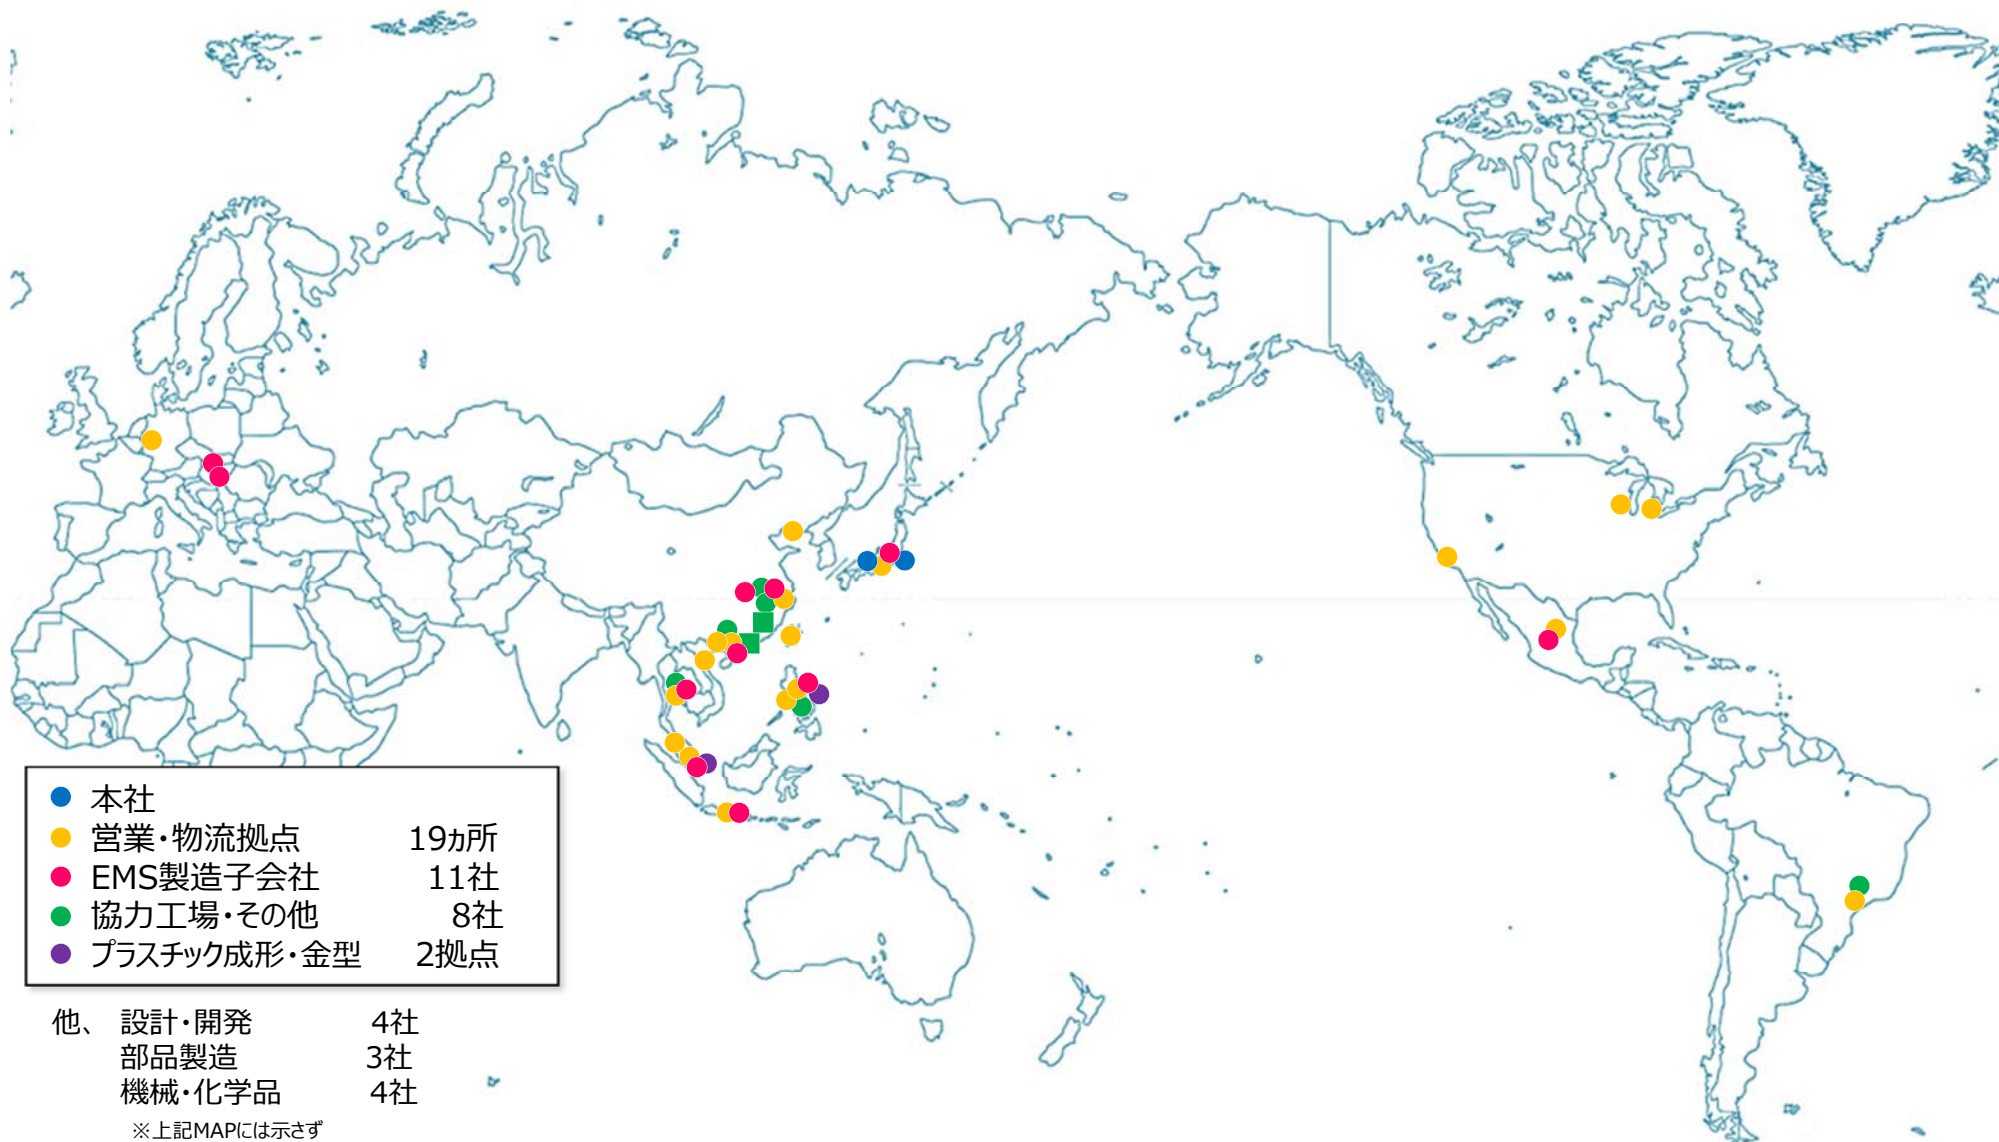 本社
営業・物流拠点 19ヵ所
EMS製造子会社 11社
協力工場・その他 8社
プラスチック成形・金型 2拠点
他、 設計・開発 4社
部品製造 3社
機械・化学品 4社
※上記MAPには示さず